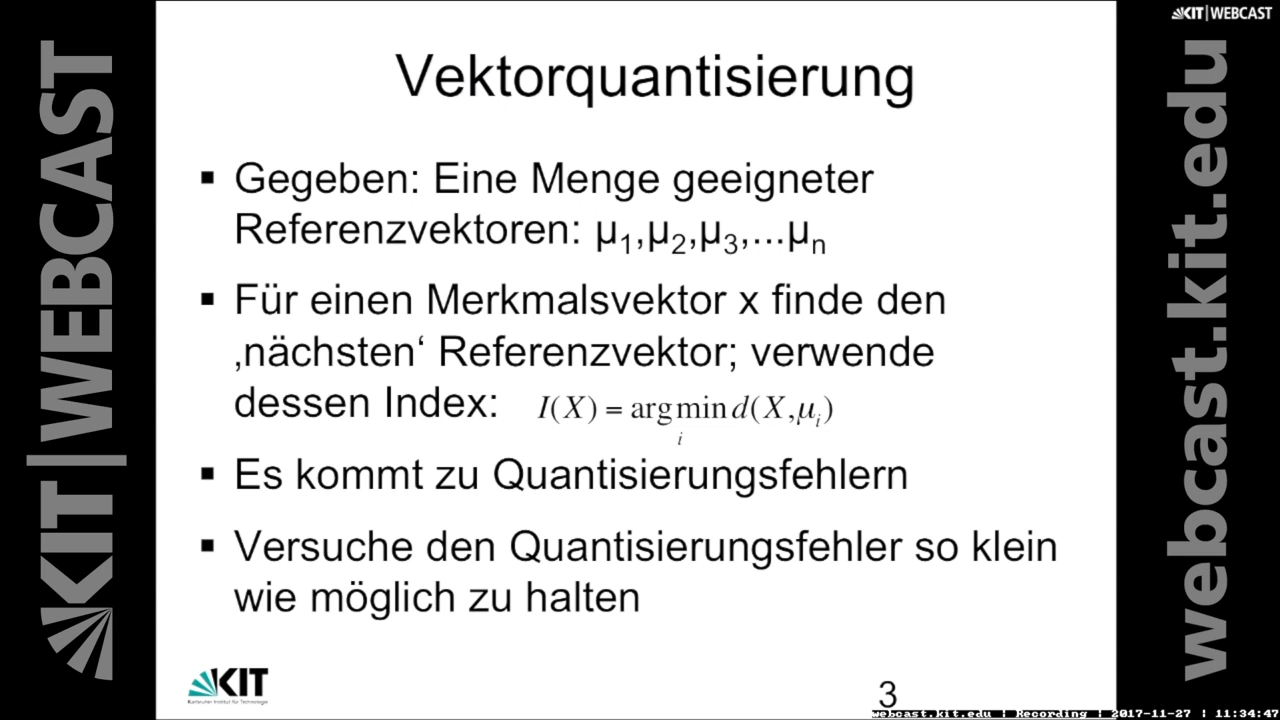 KIT|WEBCAST
KIT|WEBCAST
webcast.kit.edu
Vektorquantisierung
▪ Gegeben: Eine Menge geeigneter
Referenzvektoren: µ₁,µ₂,µ₃,...µₙ
▪ Für einen Merkmalsvektor x finde den
‚nächsten‘ Referenzvektor; verwende
dessen Index: I(X) = arg min d(X,μᵢ)
i
▪ Es kommt zu Quantisierungsfehlern
▪ Versuche den Quantisierungsfehler so klein
wie möglich zu halten
KIT
Karlsruher Institut für Technologie
3
webcast.kit.edu | Recording | 2017-11-27 | 11:34:47